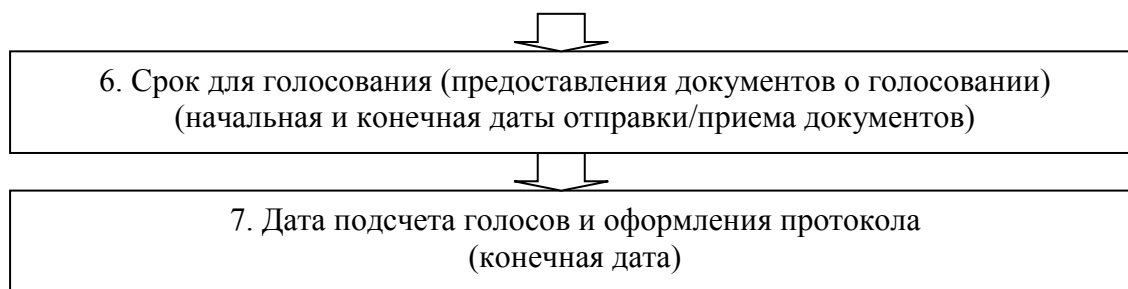 6. Срок для голосования (предоставления документов о голосовании)
(начальная и конечная даты отправки/приема документов)
7. Дата подсчета голосов и оформления протокола
(конечная дата)